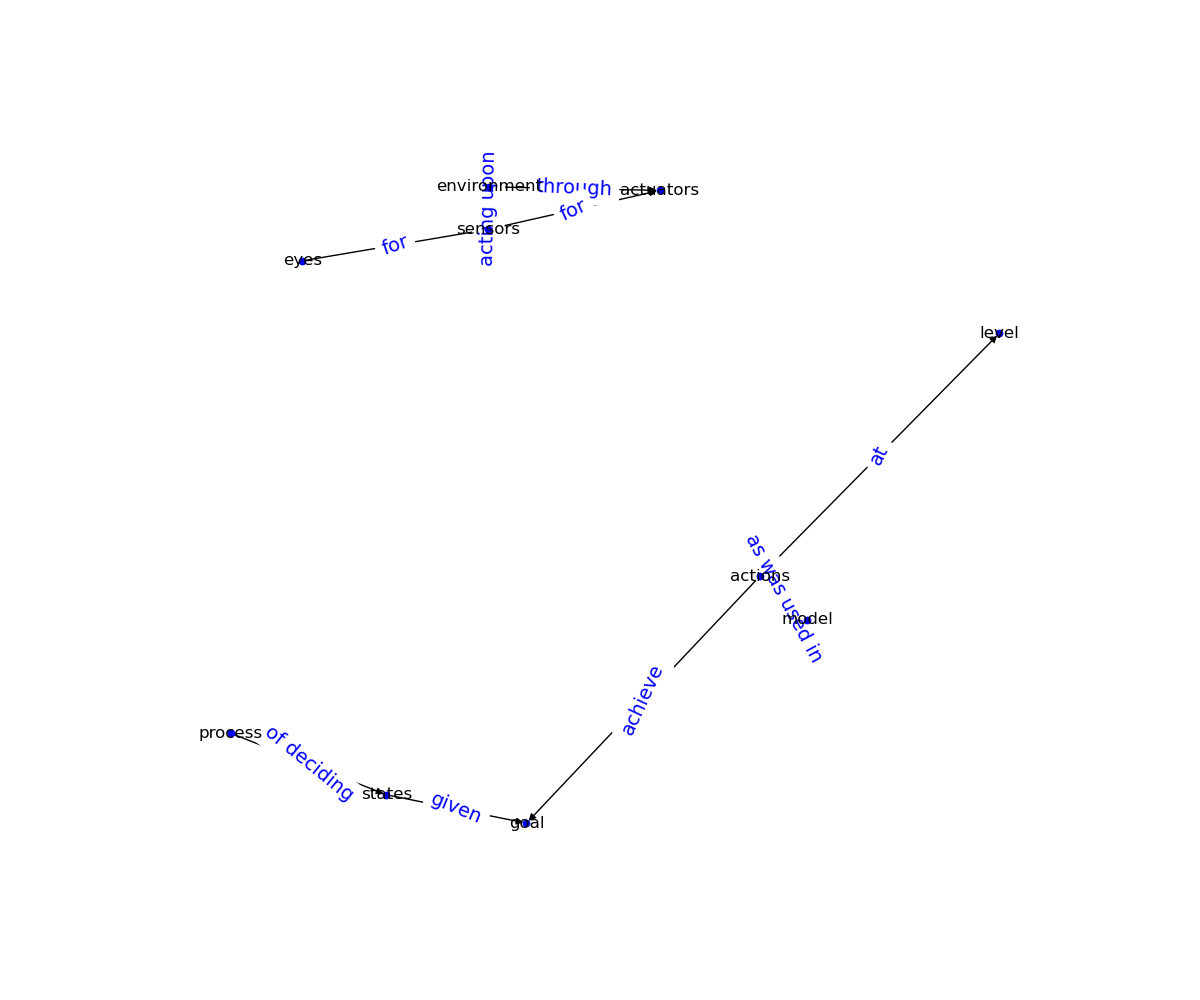 acting upon
environment
through
actuators
for
sensors
for
eyes
level
at
as was used in
actions
model
achieve
process
of deciding
states
given
goal